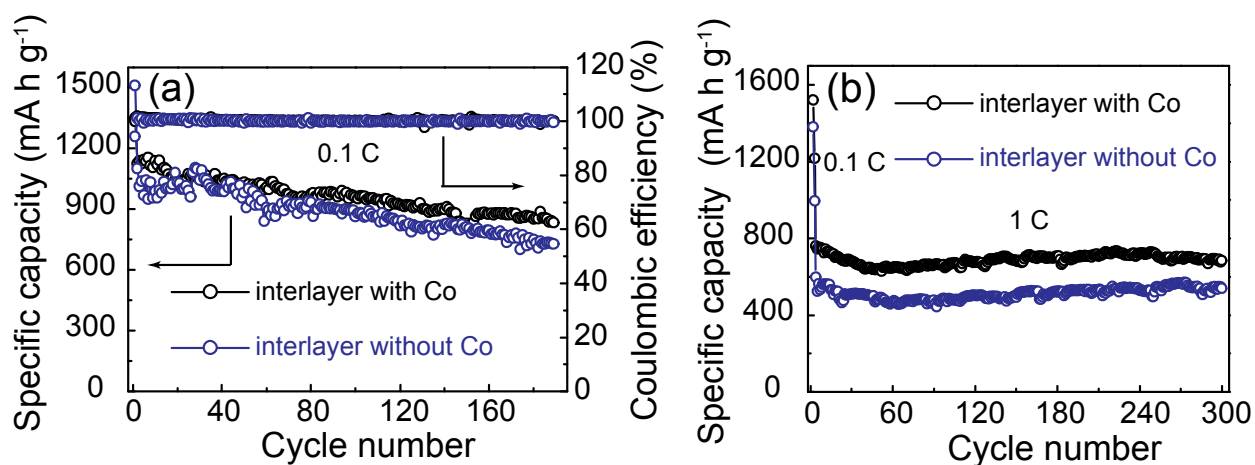 (a)
Specific capacity (mA h g⁻¹)
1500
1200
900
600
300
0
0 40 80 120 160
Cycle number
120
100
80
60
40
20
0
Coulombic efficiency (%)
0.1 C
interlayer with Co
interlayer without Co
(b)
Specific capacity (mA h g⁻¹)
1600
1200
800
400
0
0 60 120 180 240 300
Cycle number
interlayer with Co
interlayer without Co
0.1 C
1 C